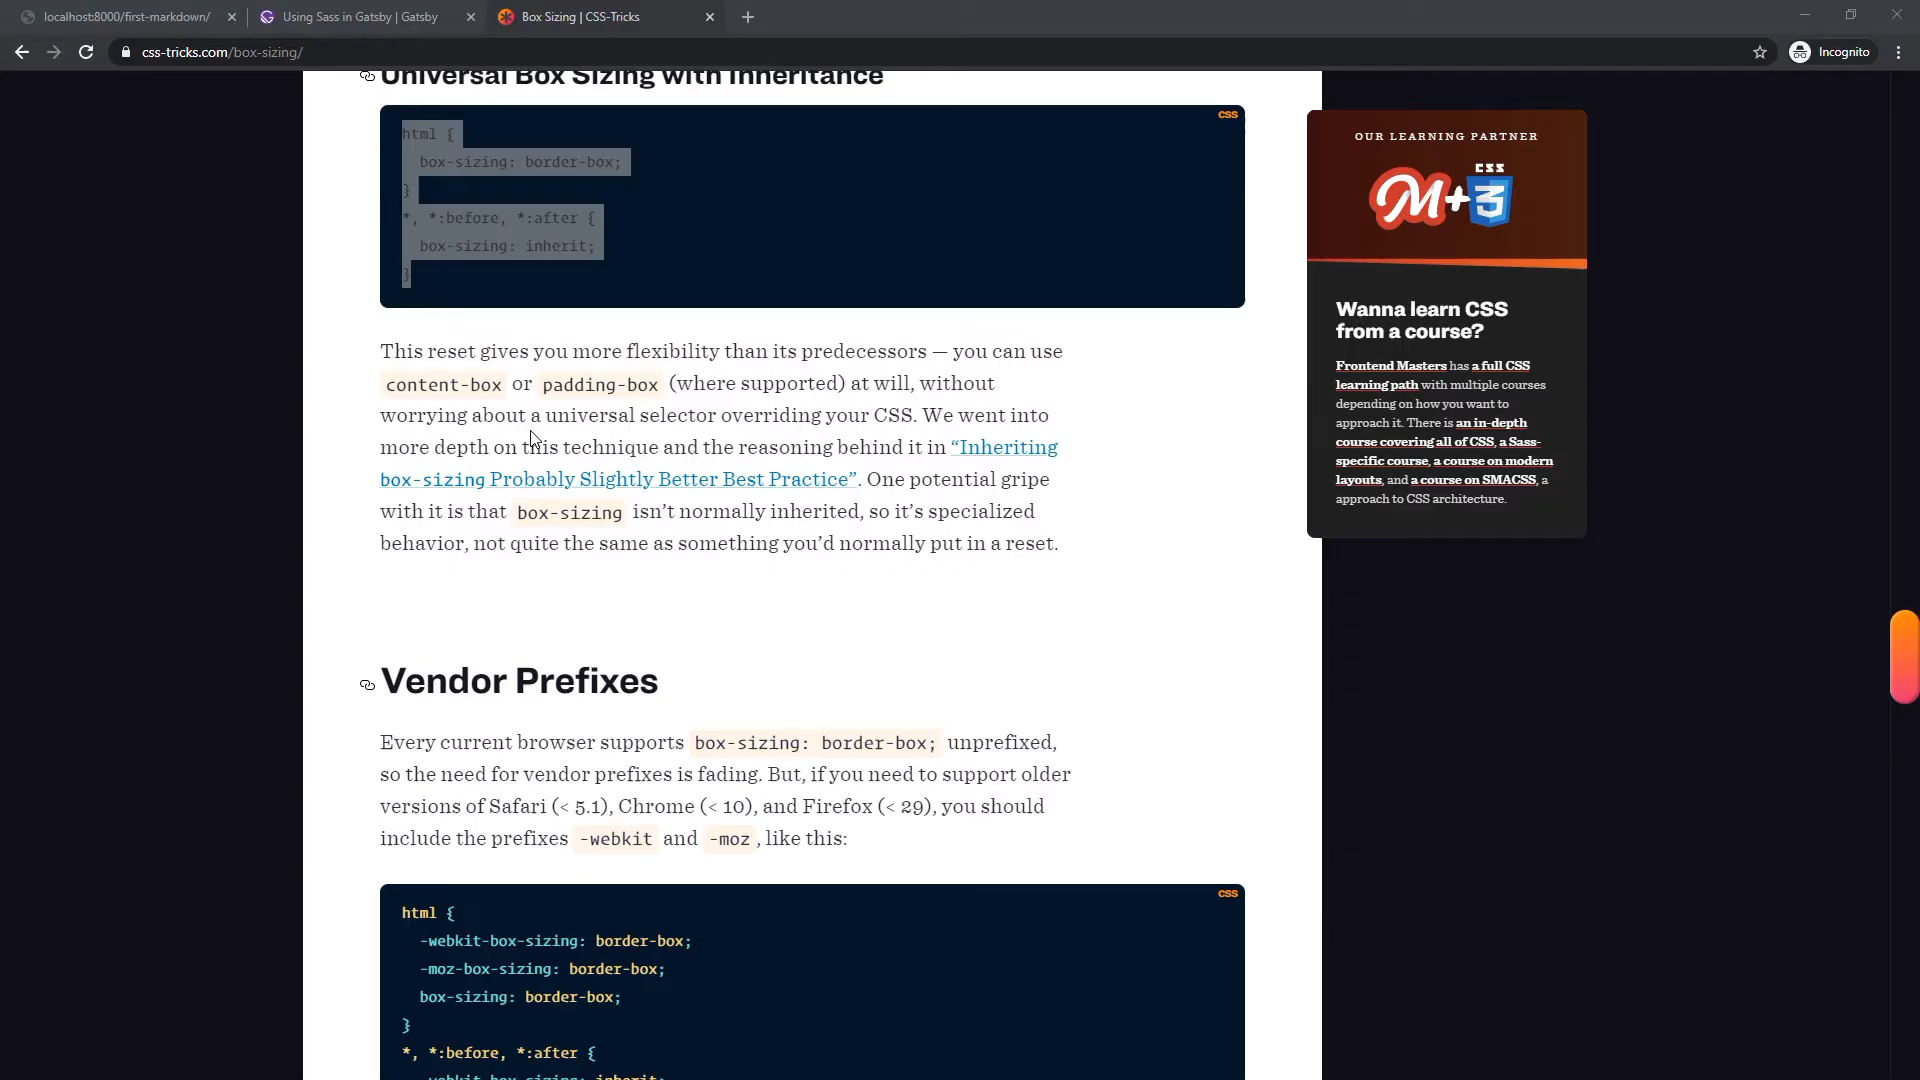 localhost:8000/first-markdown/
Using Sass in Gatsby | Gatsby
Box Sizing | CSS-Tricks
css-tricks.com/box-sizing/
Incognito
Universal Box Sizing with Inheritance
CSS
html {
box-sizing: border-box;
}
*, *:before, *:after {
box-sizing: inherit;
}
This reset gives you more flexibility than its predecessors — you can use
content-box or padding-box (where supported) at will, without
worrying about a universal selector overriding your CSS. We went into
more depth on this technique and the reasoning behind it in “Inheriting
box-sizing Probably Slightly Better Best Practice”. One potential gripe
with it is that box-sizing isn’t normally inherited, so it’s specialized
behavior, not quite the same as something you’d normally put in a reset.
Vendor Prefixes
Every current browser supports box-sizing: border-box; unprefixed,
so the need for vendor prefixes is fading. But, if you need to support older
versions of Safari (< 5.1), Chrome (< 10), and Firefox (< 29), you should
include the prefixes -webkit and -moz, like this:
CSS
html {
-webkit-box-sizing: border-box;
-moz-box-sizing: border-box;
box-sizing: border-box;
}
*, *:before, *:after {
-webkit-box-sizing: inherit;
OUR LEARNING PARTNER
M+
CSS
3
Wanna learn CSS
from a course?
Frontend Masters has a full CSS
learning path with multiple courses
depending on how you want to
approach it. There is an in-depth
course covering all of CSS, a Sass-
specific course, a course on modern
layouts, and a course on SMACSS, a
approach to CSS architecture.